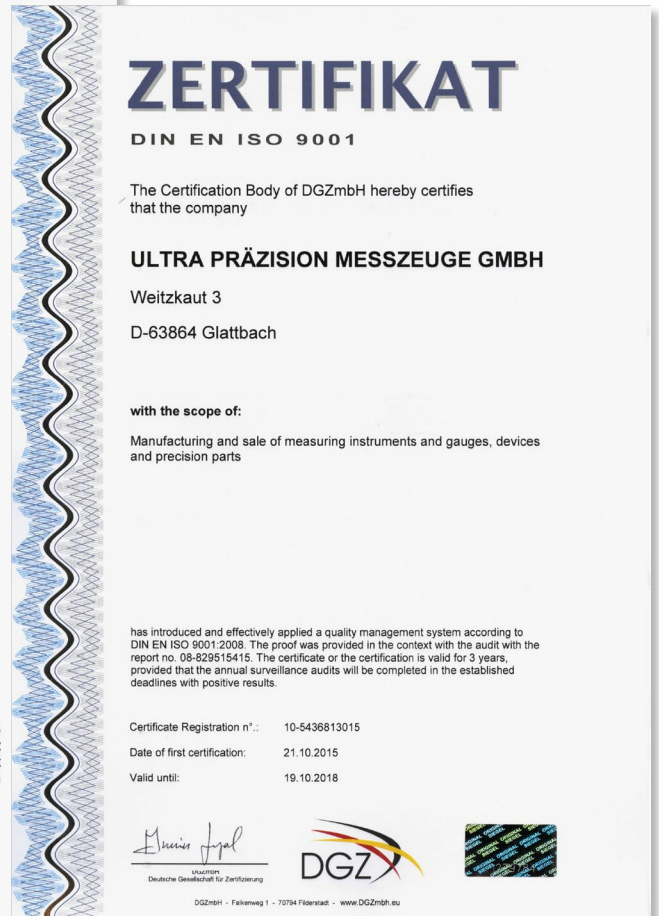 ZERTIFIKAT
DIN EN ISO 9001
The Certification Body of DGZmbH hereby certifies
that the company
ULTRA PRÄZISION MESSZEUGE GMBH
Weitzkaut 3
D-63864 Glattbach
with the scope of:
Manufacturing and sale of measuring instruments and gauges, devices
and precision parts
has introduced and effectively applied a quality management system according to
DIN EN ISO 9001:2008. The proof was provided in the context with the audit with the
report no. 08-829515415. The certificate or the certification is valid for 3 years,
provided that the annual surveillance audits will be completed in the established
deadlines with positive results.
Certificate Registration n°.: 10-5436813015
Date of first certification: 21.10.2015
Valid until: 19.10.2018
DGZmbH
Deutsche Gesellschaft für Zertifizierung
DGZ
ORIGINAL SIEGEL
DGZmbH - Falkenweg 1 - 70794 Filderstadt - www.DGZmbh.eu